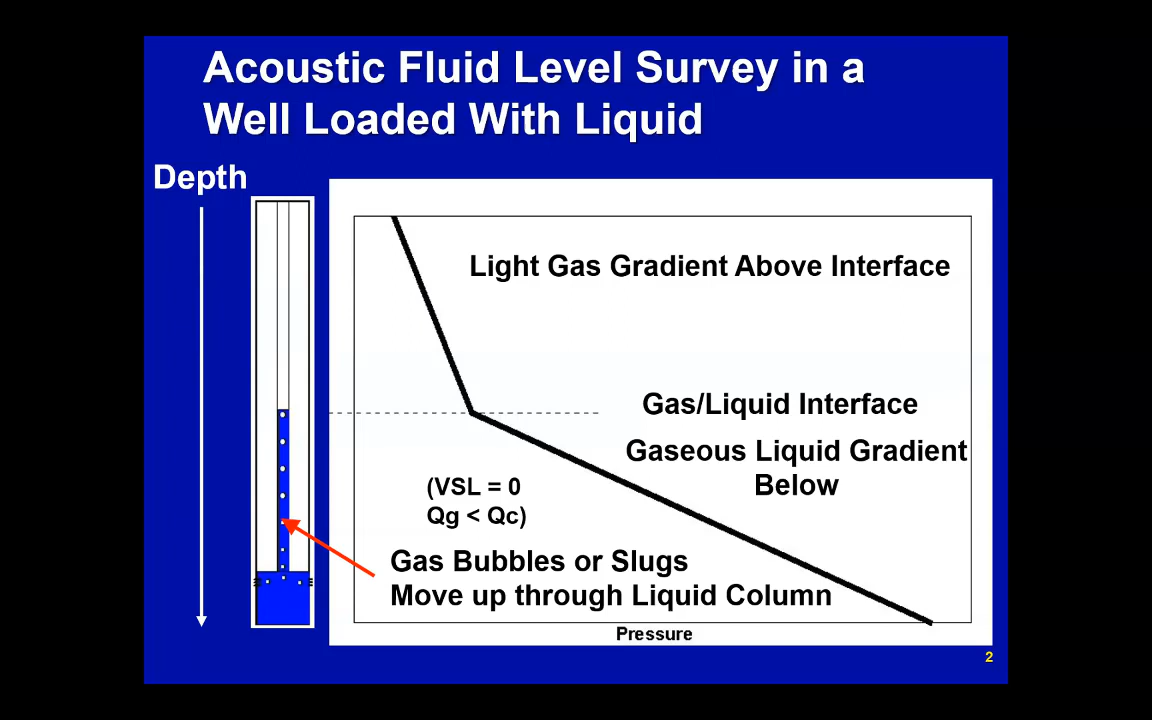 Acoustic Fluid Level Survey in a
Well Loaded With Liquid
Depth
Light Gas Gradient Above Interface
Gas/Liquid Interface
Gaseous Liquid Gradient
Below
(VSL = 0
Qg < Qc)
Gas Bubbles or Slugs
Move up through Liquid Column
Pressure
2